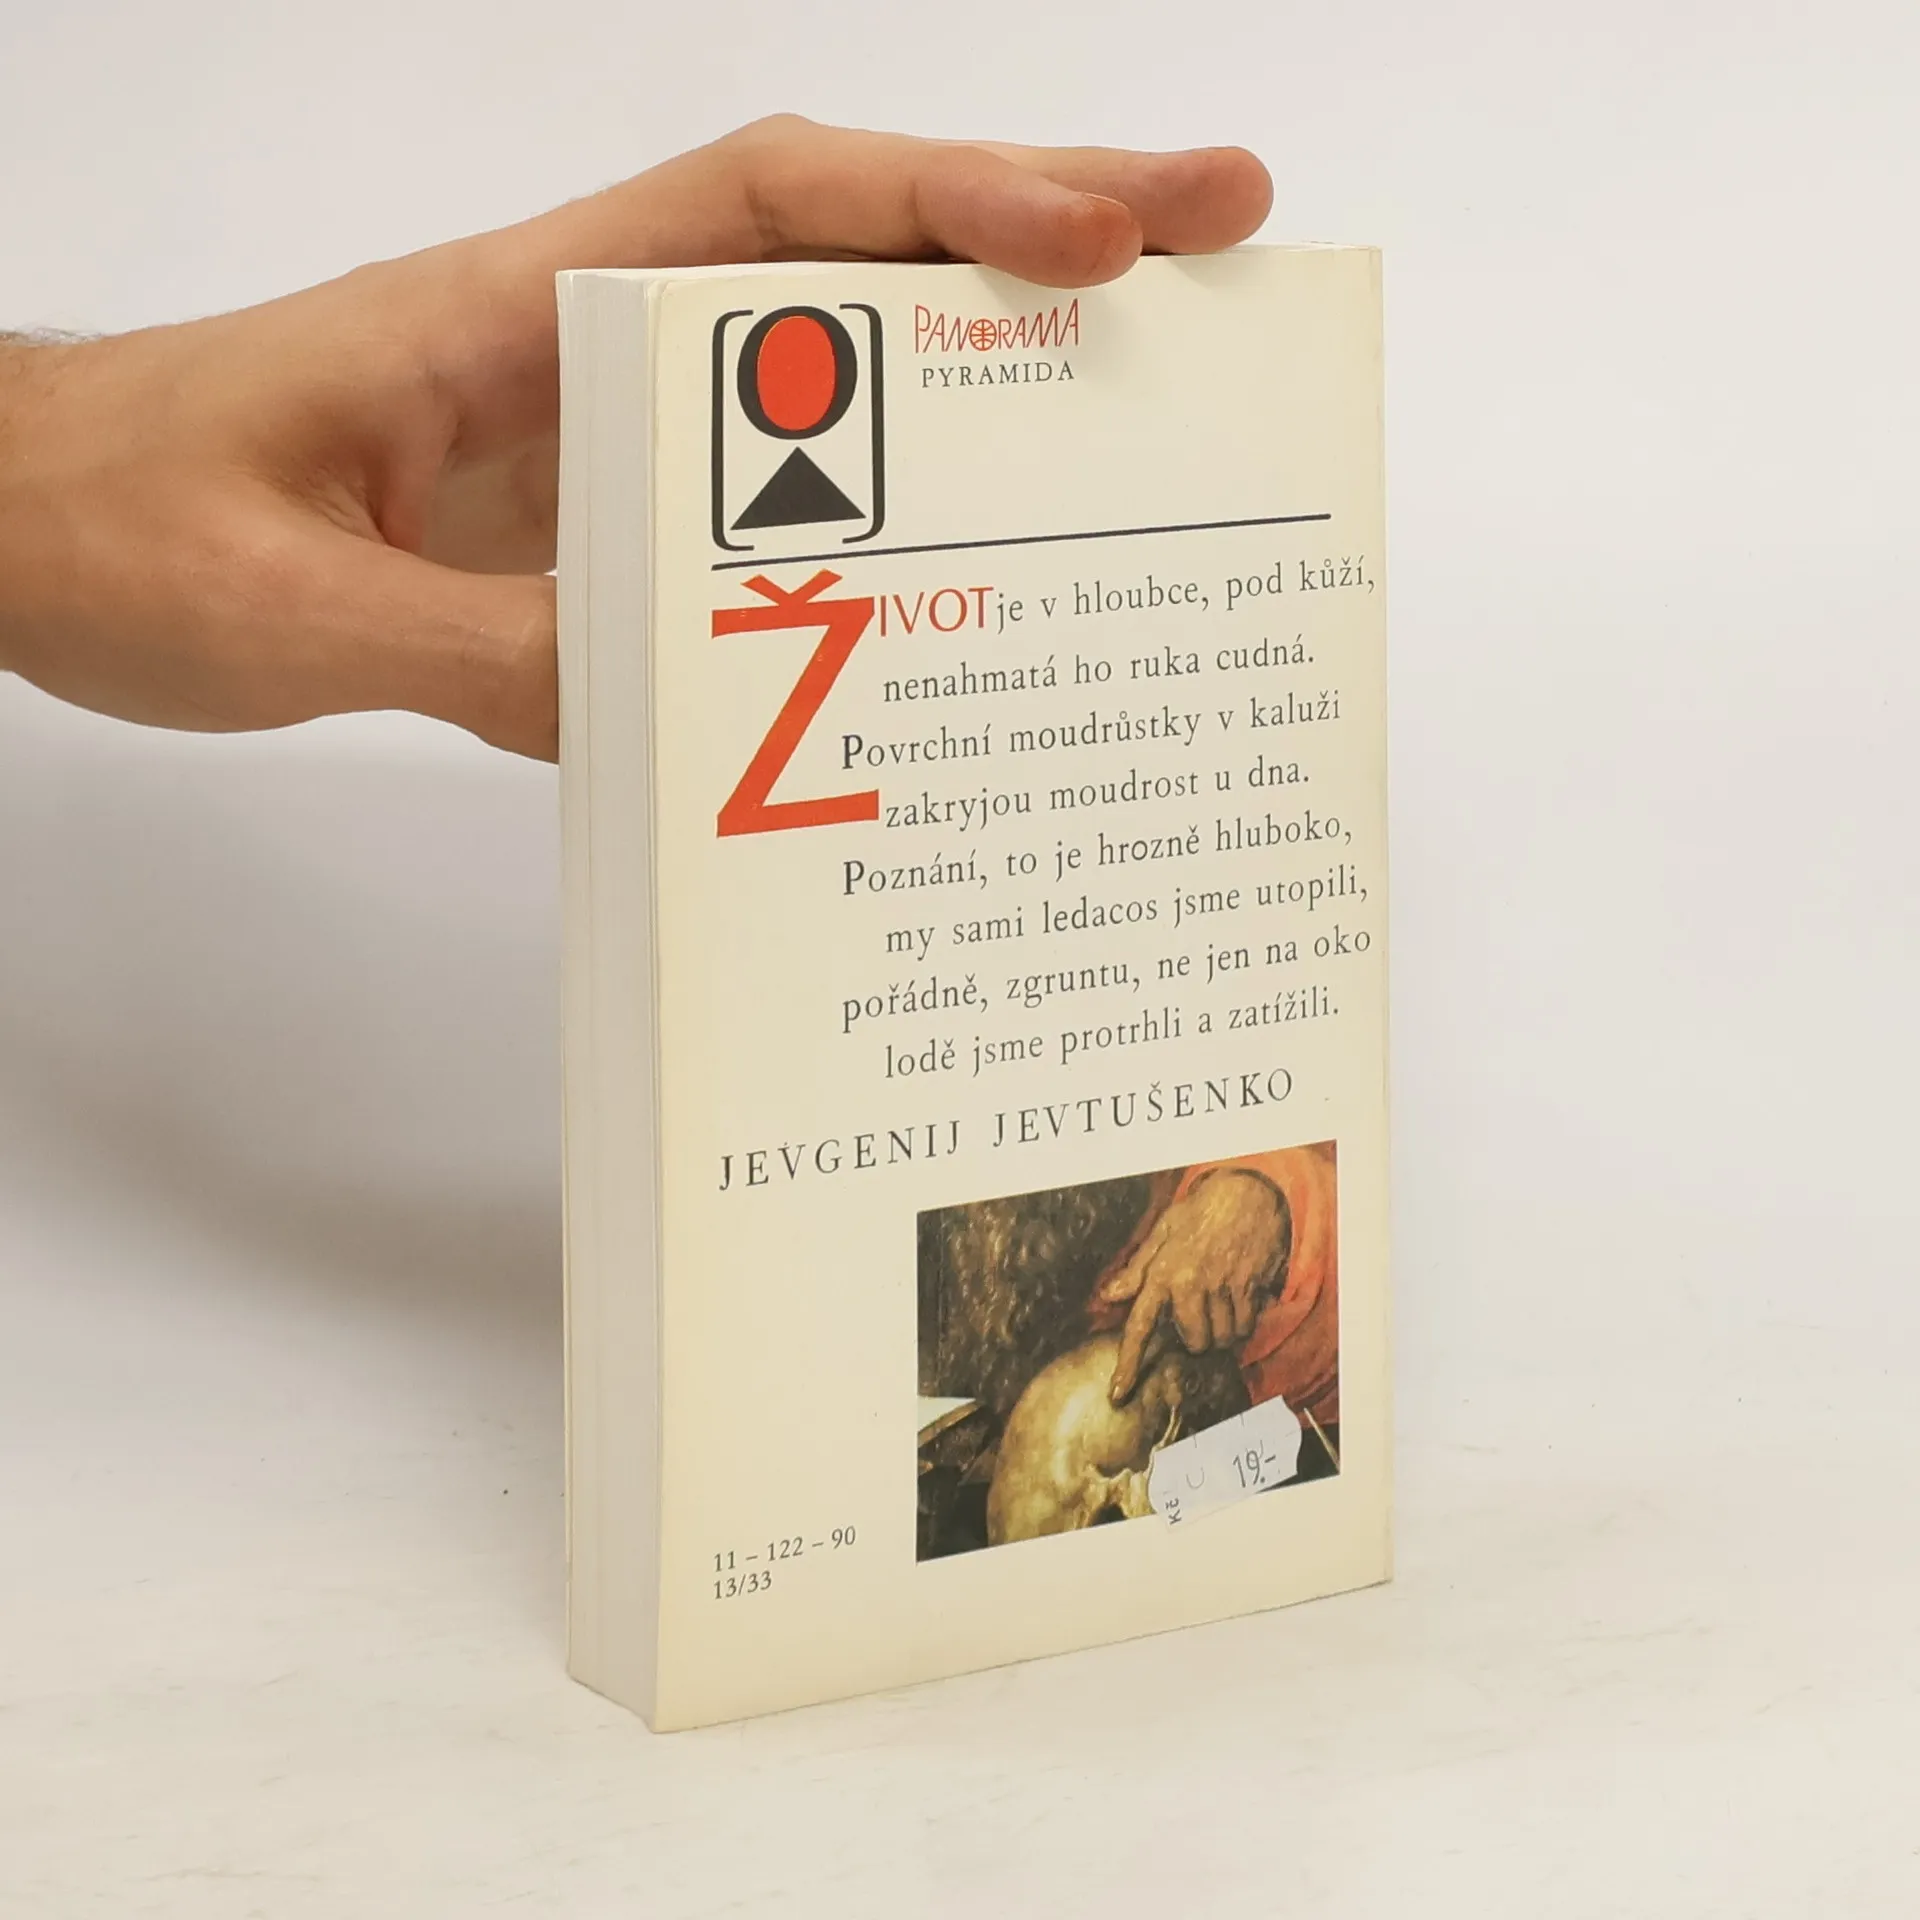 PANORAMA
PYRAMIDA
ŽIVOT je v hloubce, pod kůží,
nenahmatá ho ruka cudná.
Povrchní moudrůstky v kaluži
zakryjou moudrost u dna.
Poznání, to je hrozně hluboko,
my sami ledacos jsme utopili,
pořádně, zgruntu, ne jen na oko
lodě jsme protrhli a zatížili.
JEVGENIJ JEVTUŠENKO
Kč 19.-
11 – 122 – 90
13/33